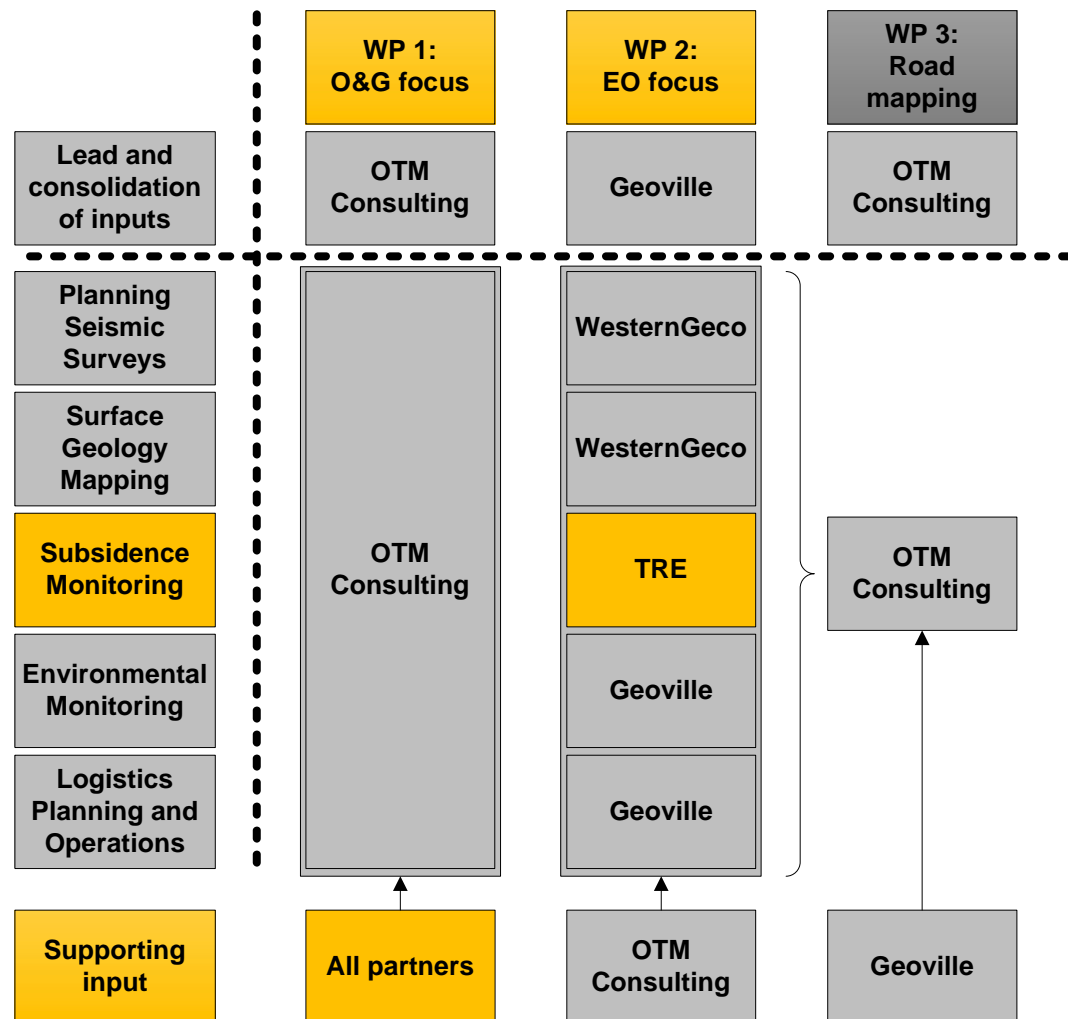 WP 1:
O&G focus
WP 2:
EO focus
WP 3:
Road
mapping
Lead and
consolidation
of inputs
OTM
Consulting
Geoville
OTM
Consulting
Planning
Seismic
Surveys
WesternGeco
Surface
Geology
Mapping
WesternGeco
Subsidence
Monitoring
OTM
Consulting
TRE
OTM
Consulting
Environmental
Monitoring
Geoville
Logistics
Planning and
Operations
Geoville
Supporting
input
All partners
OTM
Consulting
Geoville